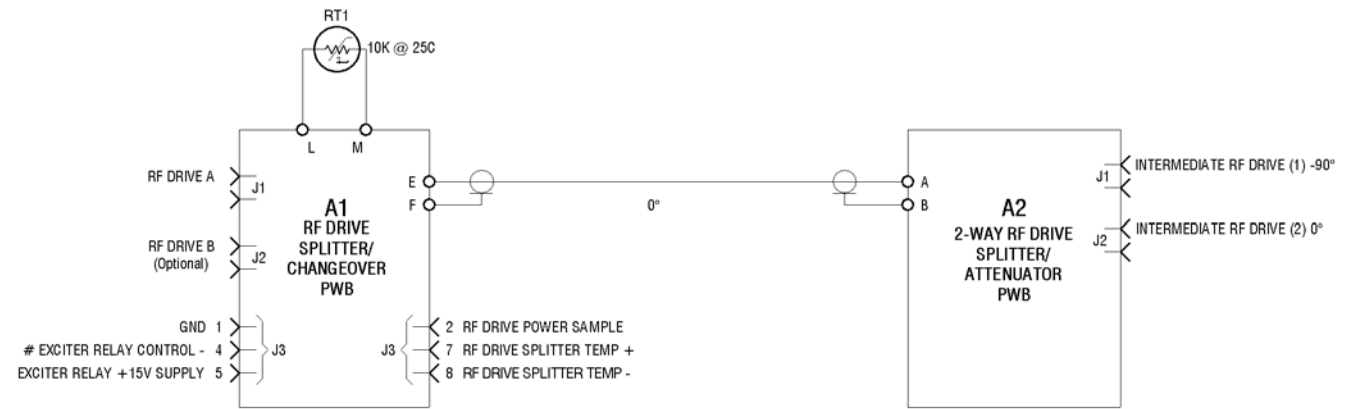 RT1
10K @ 25C
L M
RF DRIVE A
J1
RF DRIVE B
(Optional)
J2
A1
RF DRIVE
SPLITTER/
CHANGEOVER
PWB
E
F
0°
A
B
A2
2-WAY RF DRIVE
SPLITTER/
ATTENUATOR
PWB
J1
INTERMEDIATE RF DRIVE (1) -90°
J2
INTERMEDIATE RF DRIVE (2) 0°
GND 1
# EXCITER RELAY CONTROL - 4
EXCITER RELAY +15V SUPPLY 5
J3
J3
2 RF DRIVE POWER SAMPLE
7 RF DRIVE SPLITTER TEMP +
8 RF DRIVE SPLITTER TEMP -